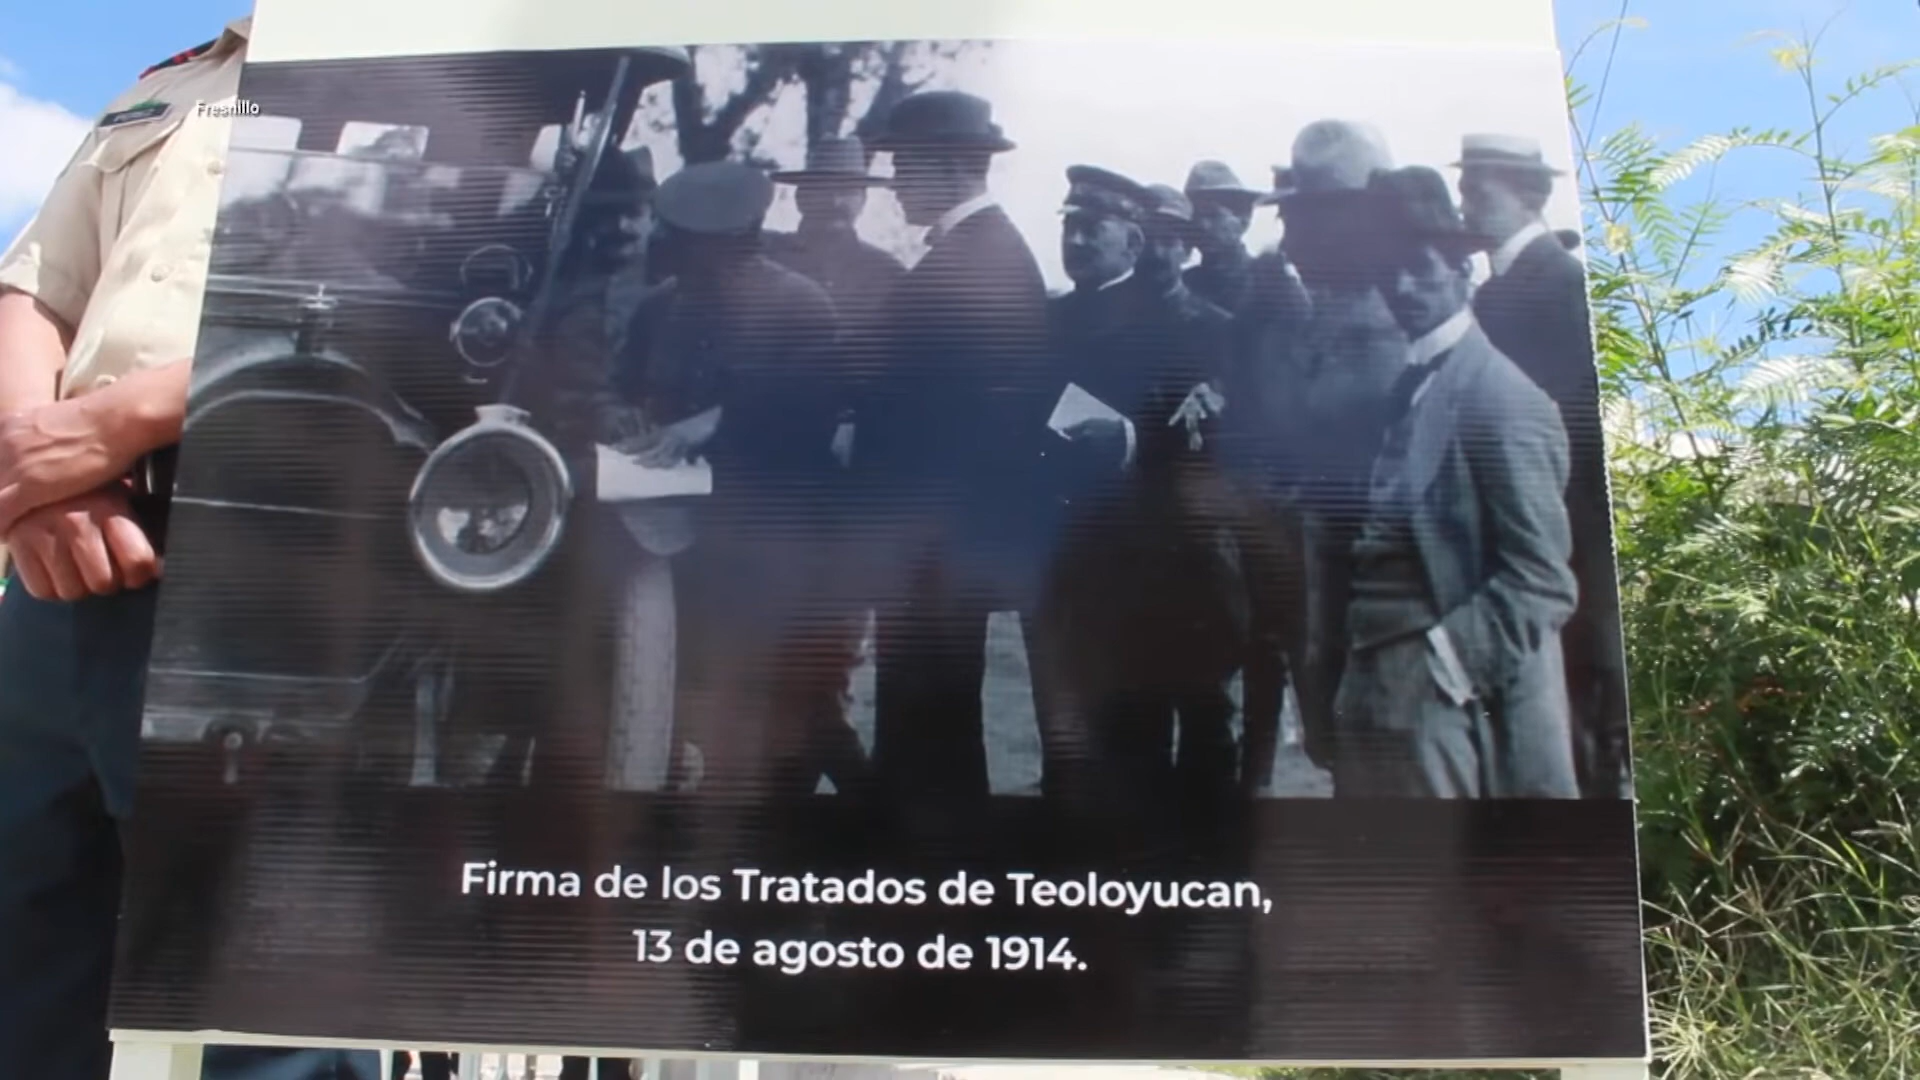 Fresnillo
Firma de los Tratados de Teoloyucan,
13 de agosto de 1914.